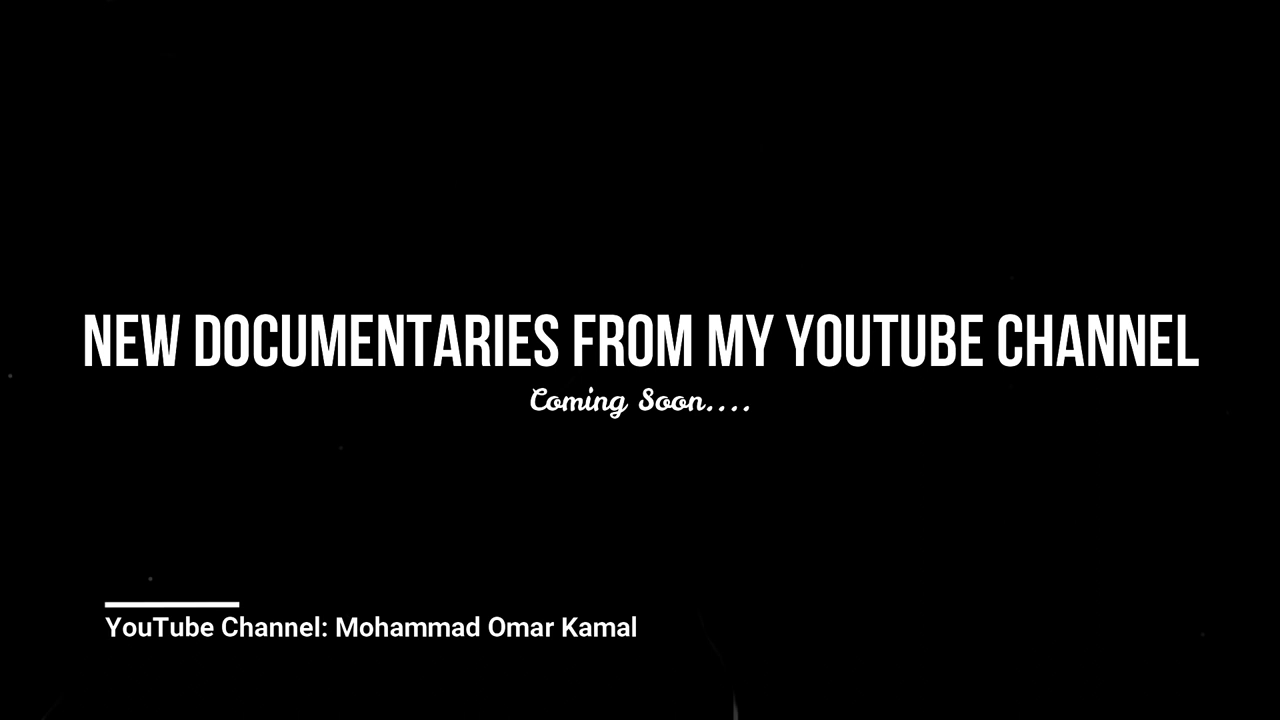 NEW DOCUMENTARIES FROM MY YOUTUBE CHANNEL
Coming Soon....
YouTube Channel: Mohammad Omar Kamal